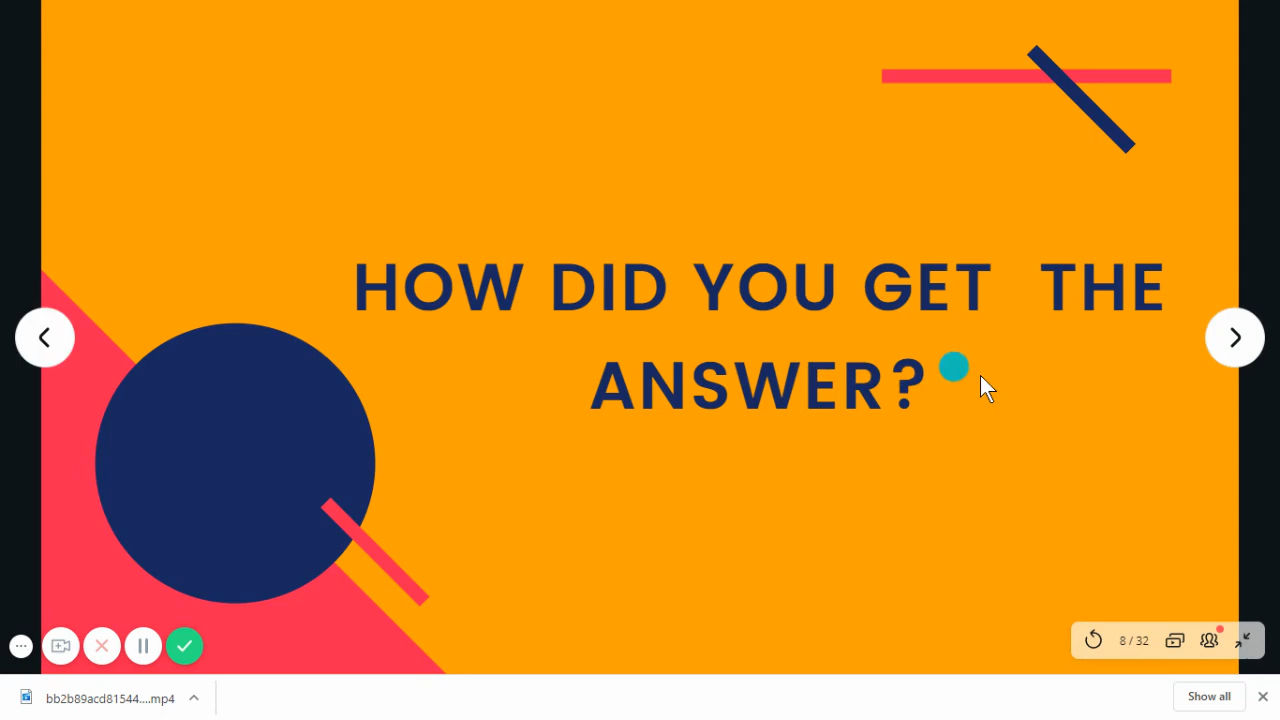 HOW DID YOU GET THE
ANSWER?
8 / 32
bb2b89acd81544....mp4
Show all